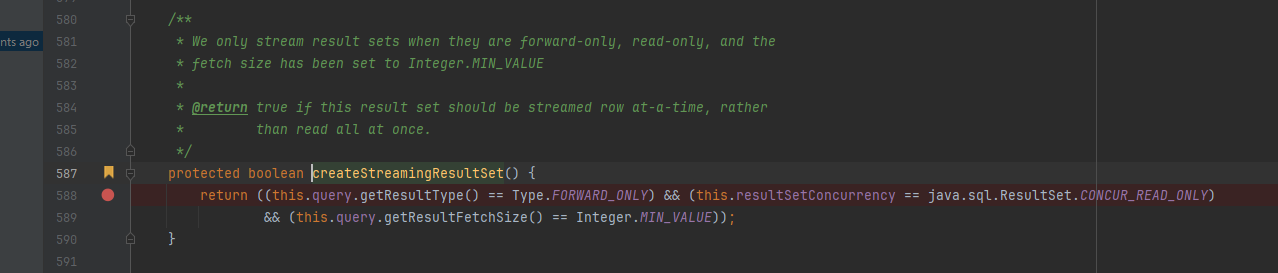 580 /**
nts ago 581 * We only stream result sets when they are forward-only, read-only, and the
582 * fetch size has been set to Integer.MIN_VALUE
583 *
584 * @return true if this result set should be streamed row at-a-time, rather
585 * than read all at once.
586 */
587 protected boolean createStreamingResultSet() {
588 return ((this.query.getResultType() == Type.FORWARD_ONLY) && (this.resultSetConcurrency == java.sql.ResultSet.CONCUR_READ_ONLY)
589 && (this.query.getResultFetchSize() == Integer.MIN_VALUE));
590 }
591